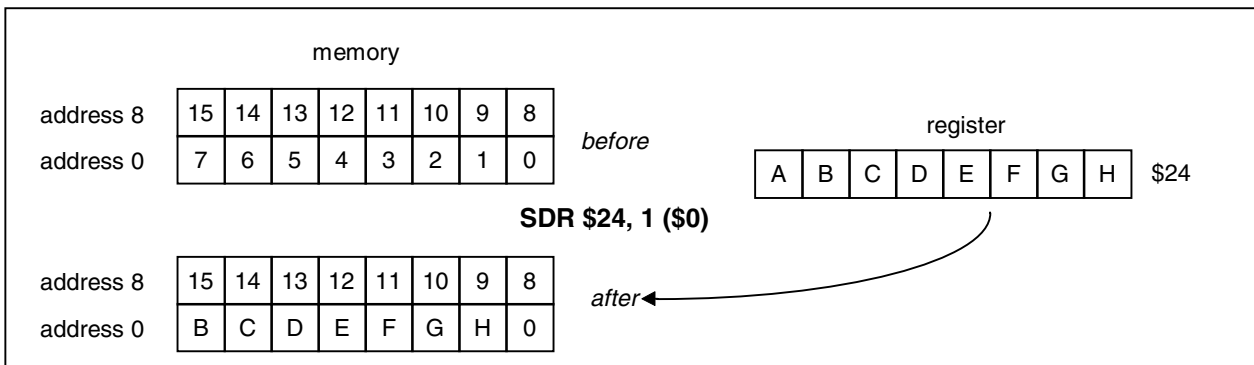 memory
address 8 15 14 13 12 11 10 9 8
address 0 7 6 5 4 3 2 1 0
before
register
A B C D E F G H $24
SDR $24, 1 ($0)
address 8 15 14 13 12 11 10 9 8
address 0 B C D E F G H 0
after